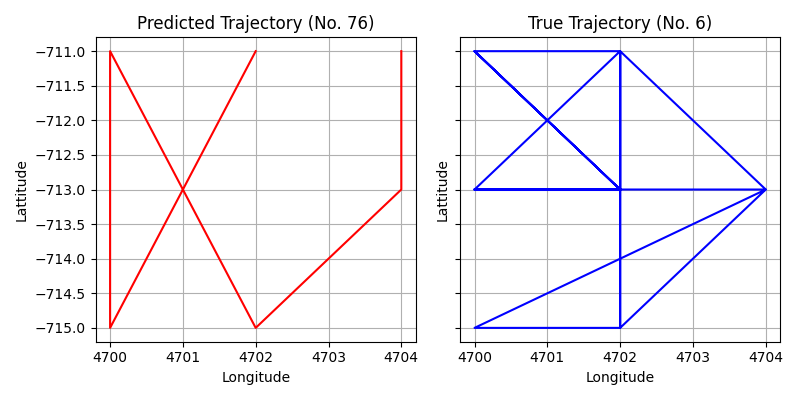 Predicted Trajectory (No. 76)
−711.0
−711.5
−712.0
−712.5
−713.0
−713.5
−714.0
−714.5
−715.0
Lattitude
4700 4701 4702 4703 4704
Longitude
True Trajectory (No. 6)
Lattitude
4700 4701 4702 4703 4704
Longitude